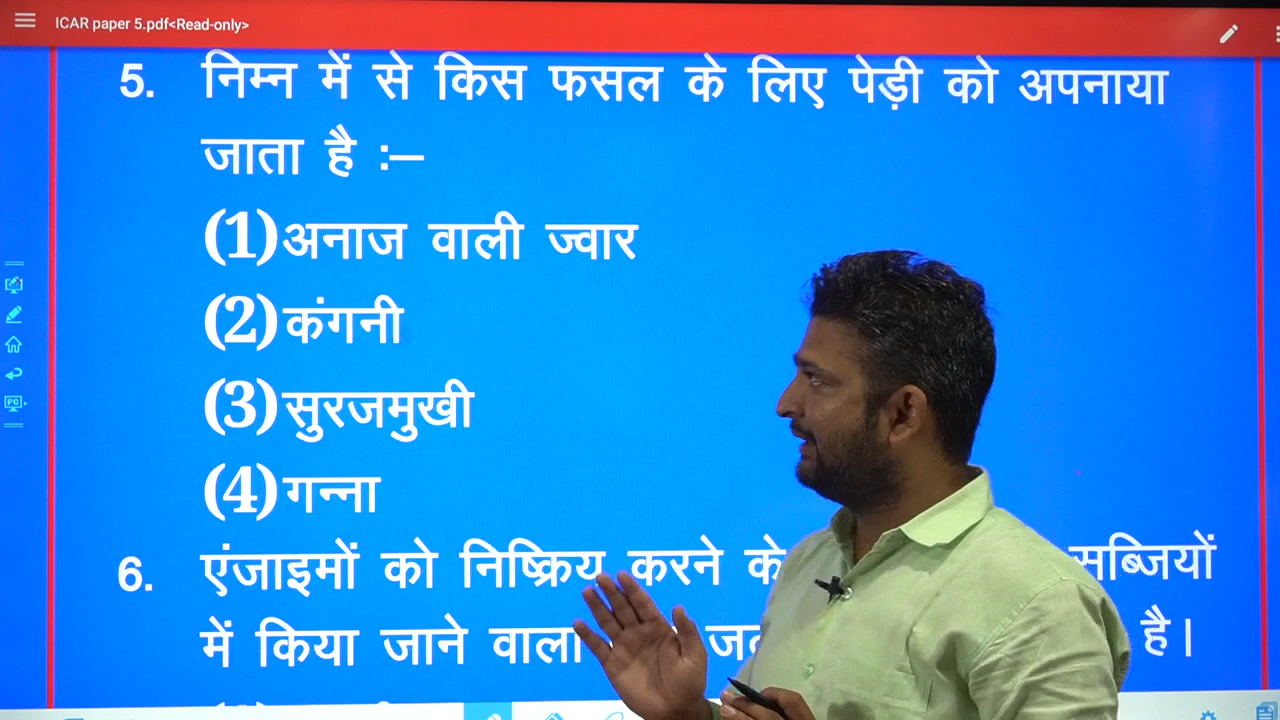 ICAR paper 5.pdf<Read-only>
5. निम्न में से किस फसल के लिए पेड़ी को अपनाया
जाता है :–
(1) अनाज वाली ज्वार
(2) कंगनी
(3) सुरजमुखी
(4) गन्ना
6. एंजाइमों को निष्क्रिय करने के सब्जियों
में किया जाने वाला है।